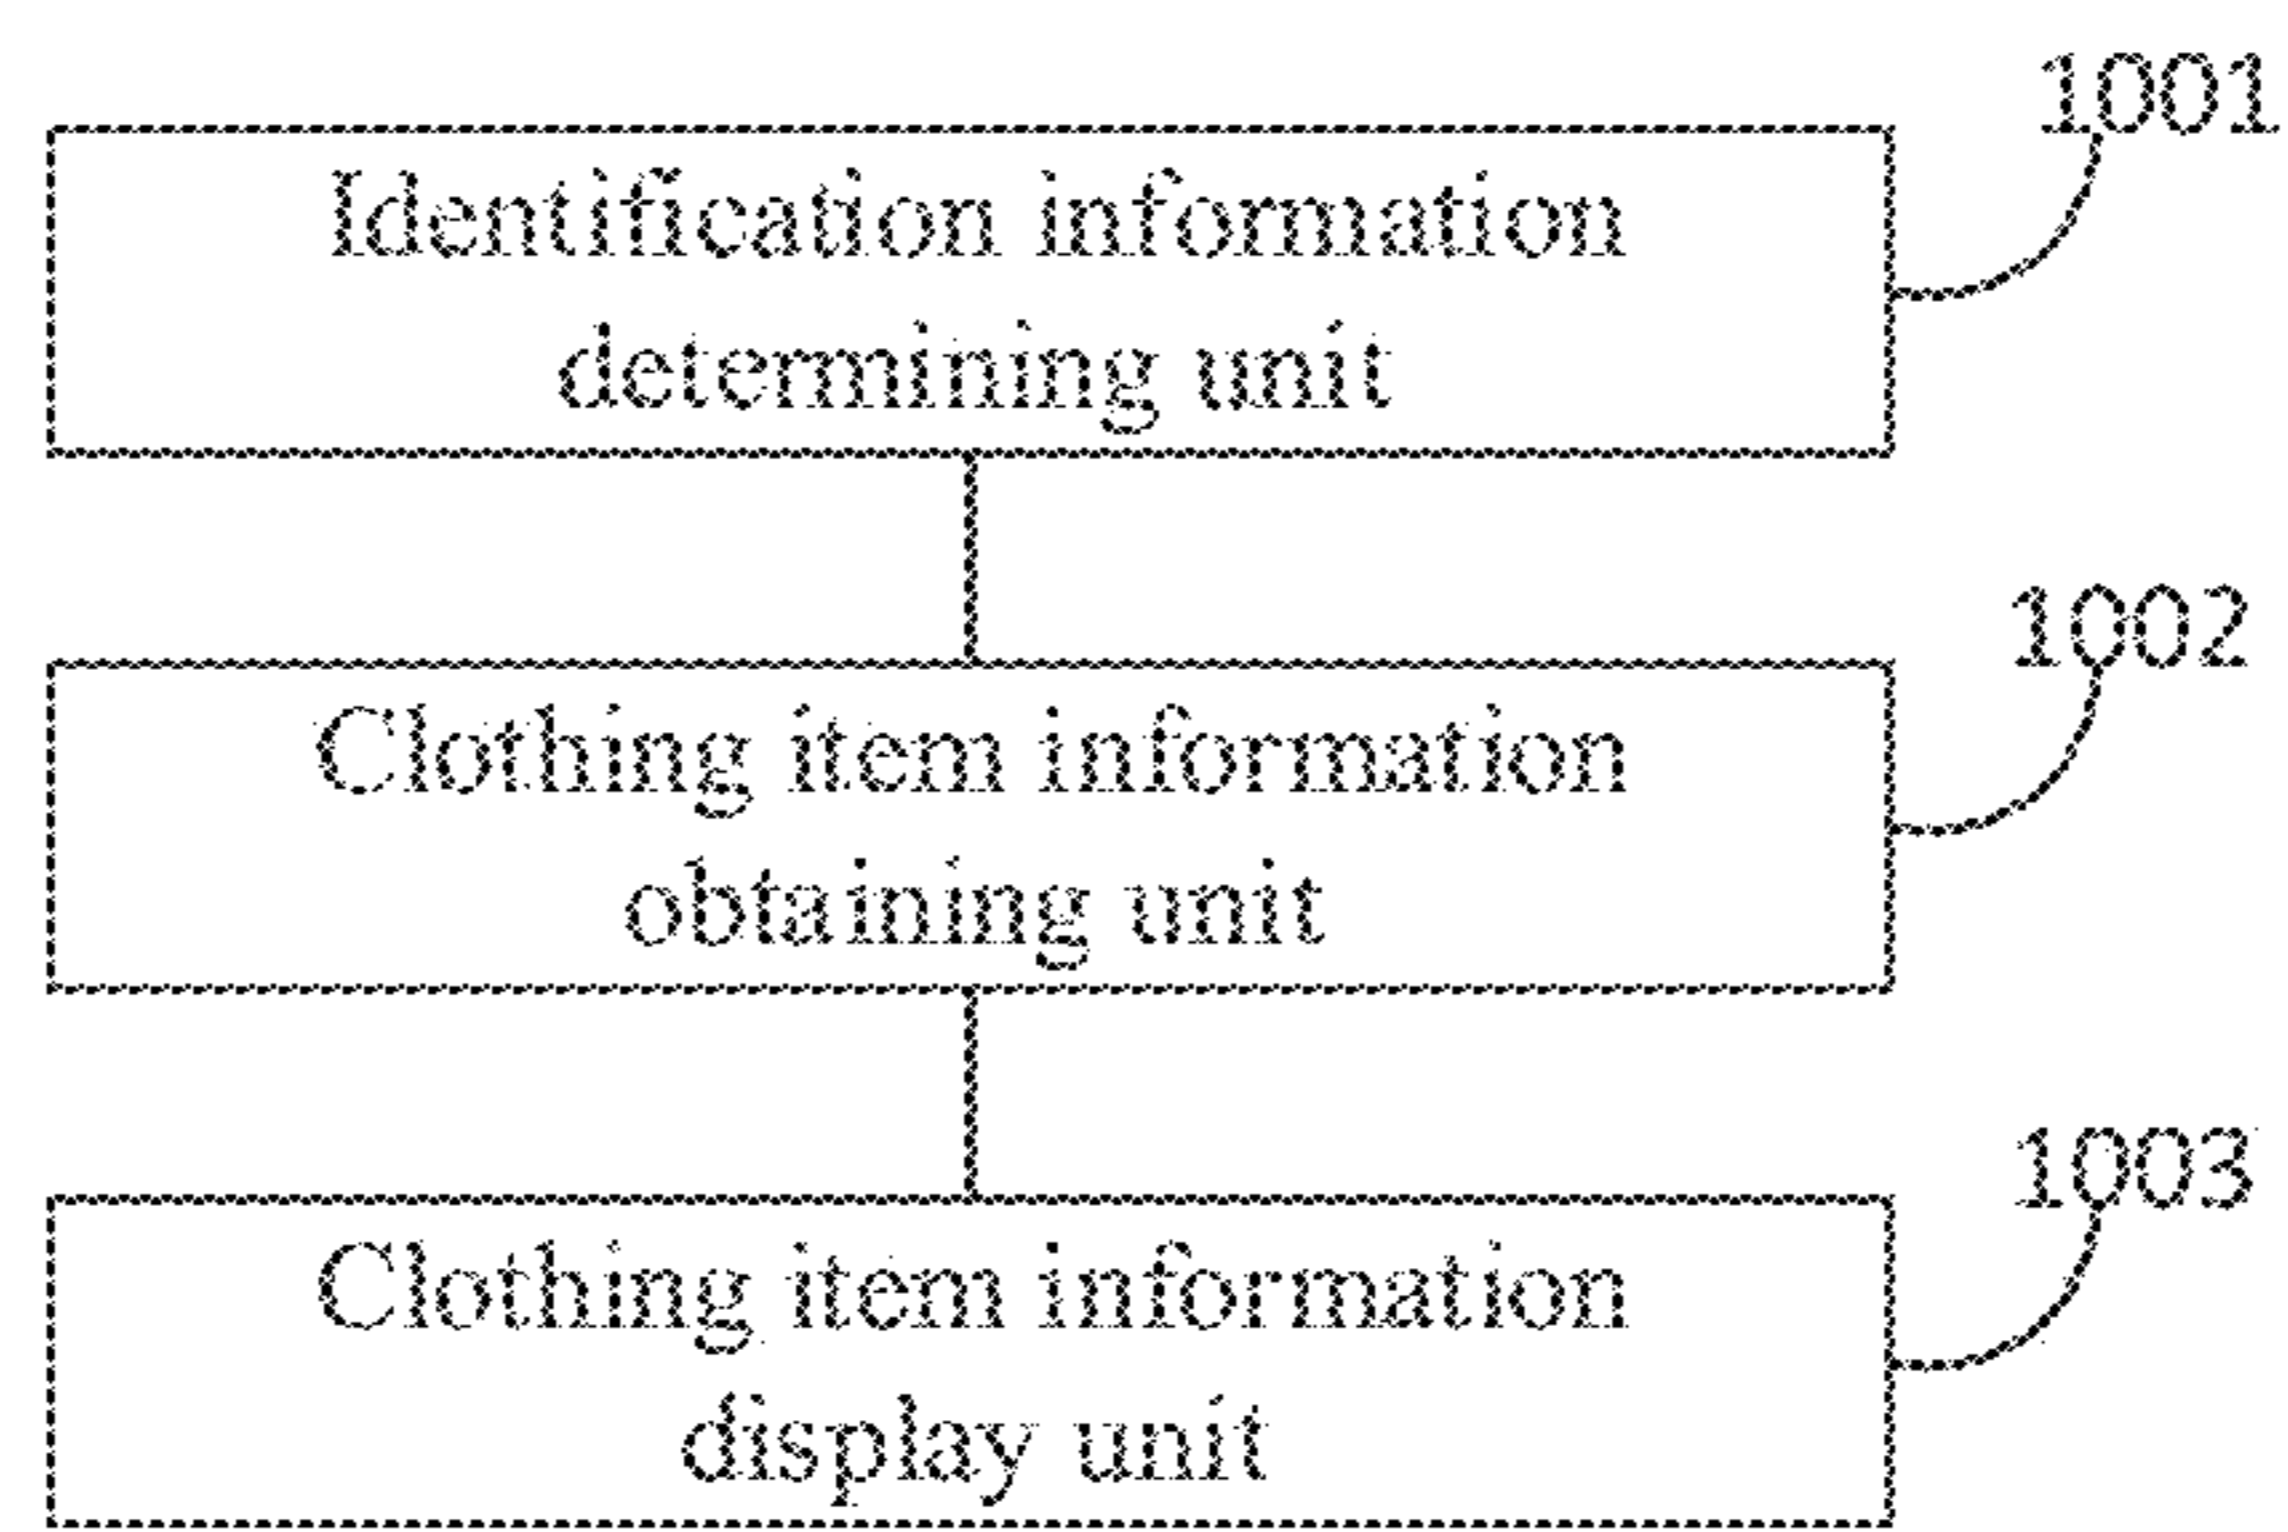 1001
Identification information
determining unit
1002
Clothing item information
obtaining unit
1003
Clothing item information
display unit